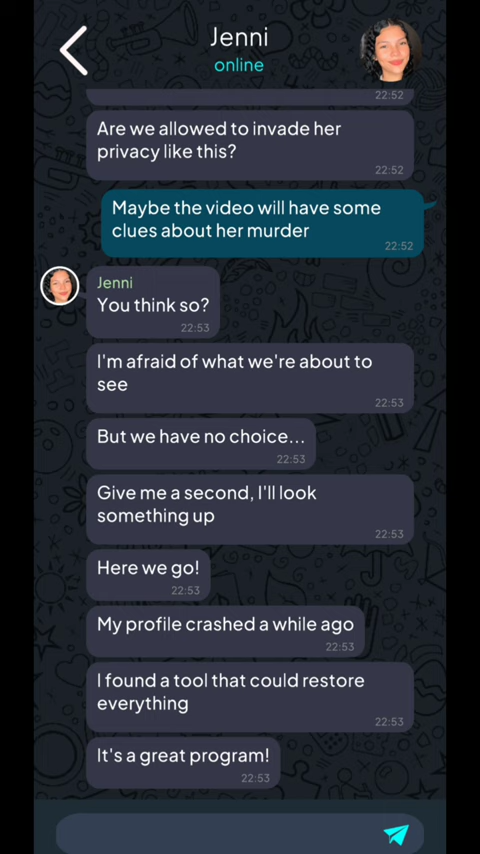 Jenni
online
22:52
Are we allowed to invade her
privacy like this?
22:52
Maybe the video will have some
clues about her murder
22:52
Jenni
You think so?
22:53
I'm afraid of what we're about to
see
22:53
But we have no choice...
22:53
Give me a second, I'll look
something up
22:53
Here we go!
22:53
My profile crashed a while ago
22:53
I found a tool that could restore
everything
22:53
It's a great program!
22:53